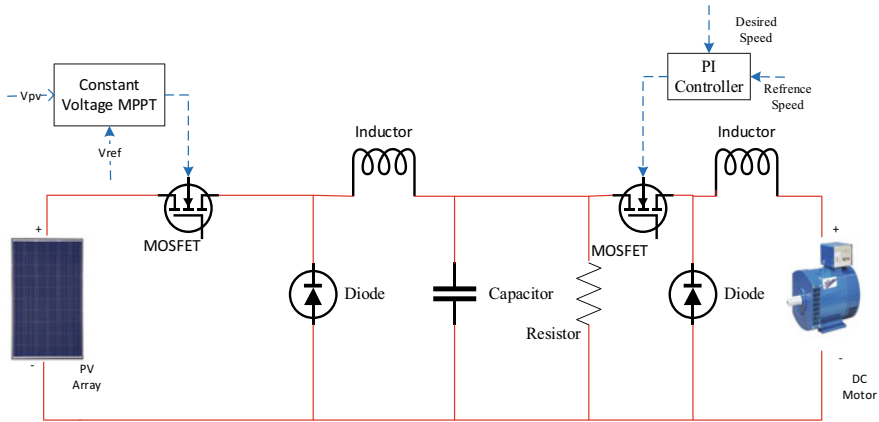 Desired
Speed
PI
Controller
Refrence
Speed
Constant
Voltage MPPT
Vpv
Vref
Inductor
Inductor
MOSFET
MOSFET
+
+
Diode
Capacitor
Resistor
Diode
-
PV
Array
-
DC
Motor